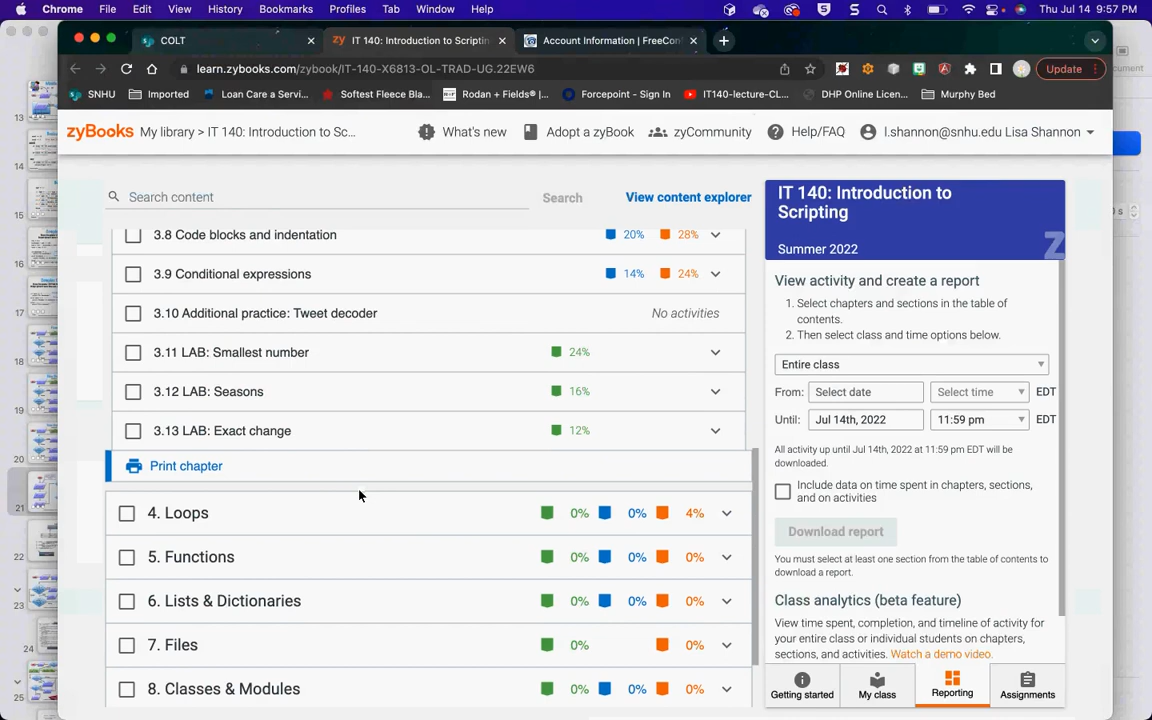 Chrome File Edit View History Bookmarks Profiles Tab Window Help Thu Jul 14 9:57 PM
COLT IT 140: Introduction to Scriptin Account Information | FreeCon
learn.zybooks.com/zybook/IT-140-X6813-OL-TRAD-UG.22EW6 Update
SNHU Imported Loan Care a Servi... Softest Fleece Bla... Rodan + Fields® |... Forcepoint - Sign In IT140-lecture-CL... DHP Online Licen... Murphy Bed
zyBooks My library > IT 140: Introduction to Sc... What's new Adopt a zyBook zyCommunity Help/FAQ l.shannon@snhu.edu Lisa Shannon
Search content Search View content explorer
3.8 Code blocks and indentation 20% 28%
3.9 Conditional expressions 14% 24%
3.10 Additional practice: Tweet decoder No activities
3.11 LAB: Smallest number 24%
3.12 LAB: Seasons 16%
3.13 LAB: Exact change 12%
Print chapter
4. Loops 0% 0% 4%
5. Functions 0% 0% 0%
6. Lists & Dictionaries 0% 0% 0%
7. Files 0% 0%
8. Classes & Modules 0% 0% 0%
IT 140: Introduction to
Scripting
Summer 2022
View activity and create a report
1. Select chapters and sections in the table of
contents.
2. Then select class and time options below.
Entire class
From: Select date Select time EDT
Until: Jul 14th, 2022 11:59 pm EDT
All activity up until Jul 14th, 2022 at 11:59 pm EDT will be
downloaded.
Include data on time spent in chapters, sections,
and on activities
Download report
You must select at least one section from the table of contents to
download a report.
Class analytics (beta feature)
View time spent, completion, and timeline of activity for
your entire class or individual students on chapters,
sections, and activities. Watch a demo video.
Getting started My class Reporting Assignments
13
14
15
16
17
18
19
20
21
22
23
24
25